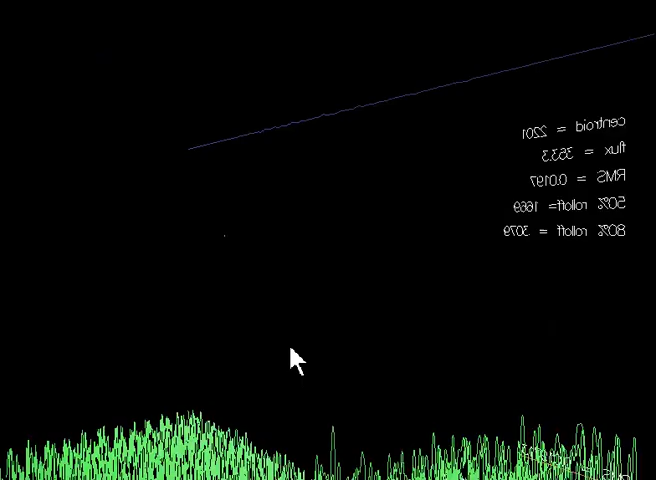 centroid = 2201
flux = 353.3
RMS = 0.0197
50% rolloff= 1669
80% rolloff = 3079